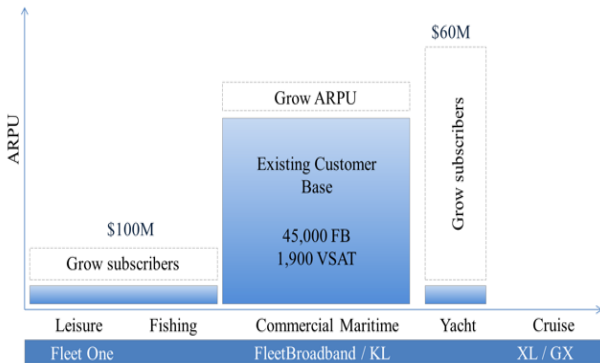 $60M
Grow ARPU
ARPU
Existing Customer
Base
Grow subscribers
45,000 FB
1,900 VSAT
$100M
Grow subscribers
Leisure Fishing Commercial Maritime Yacht Cruise
Fleet One FleetBroadband / KL XL / GX